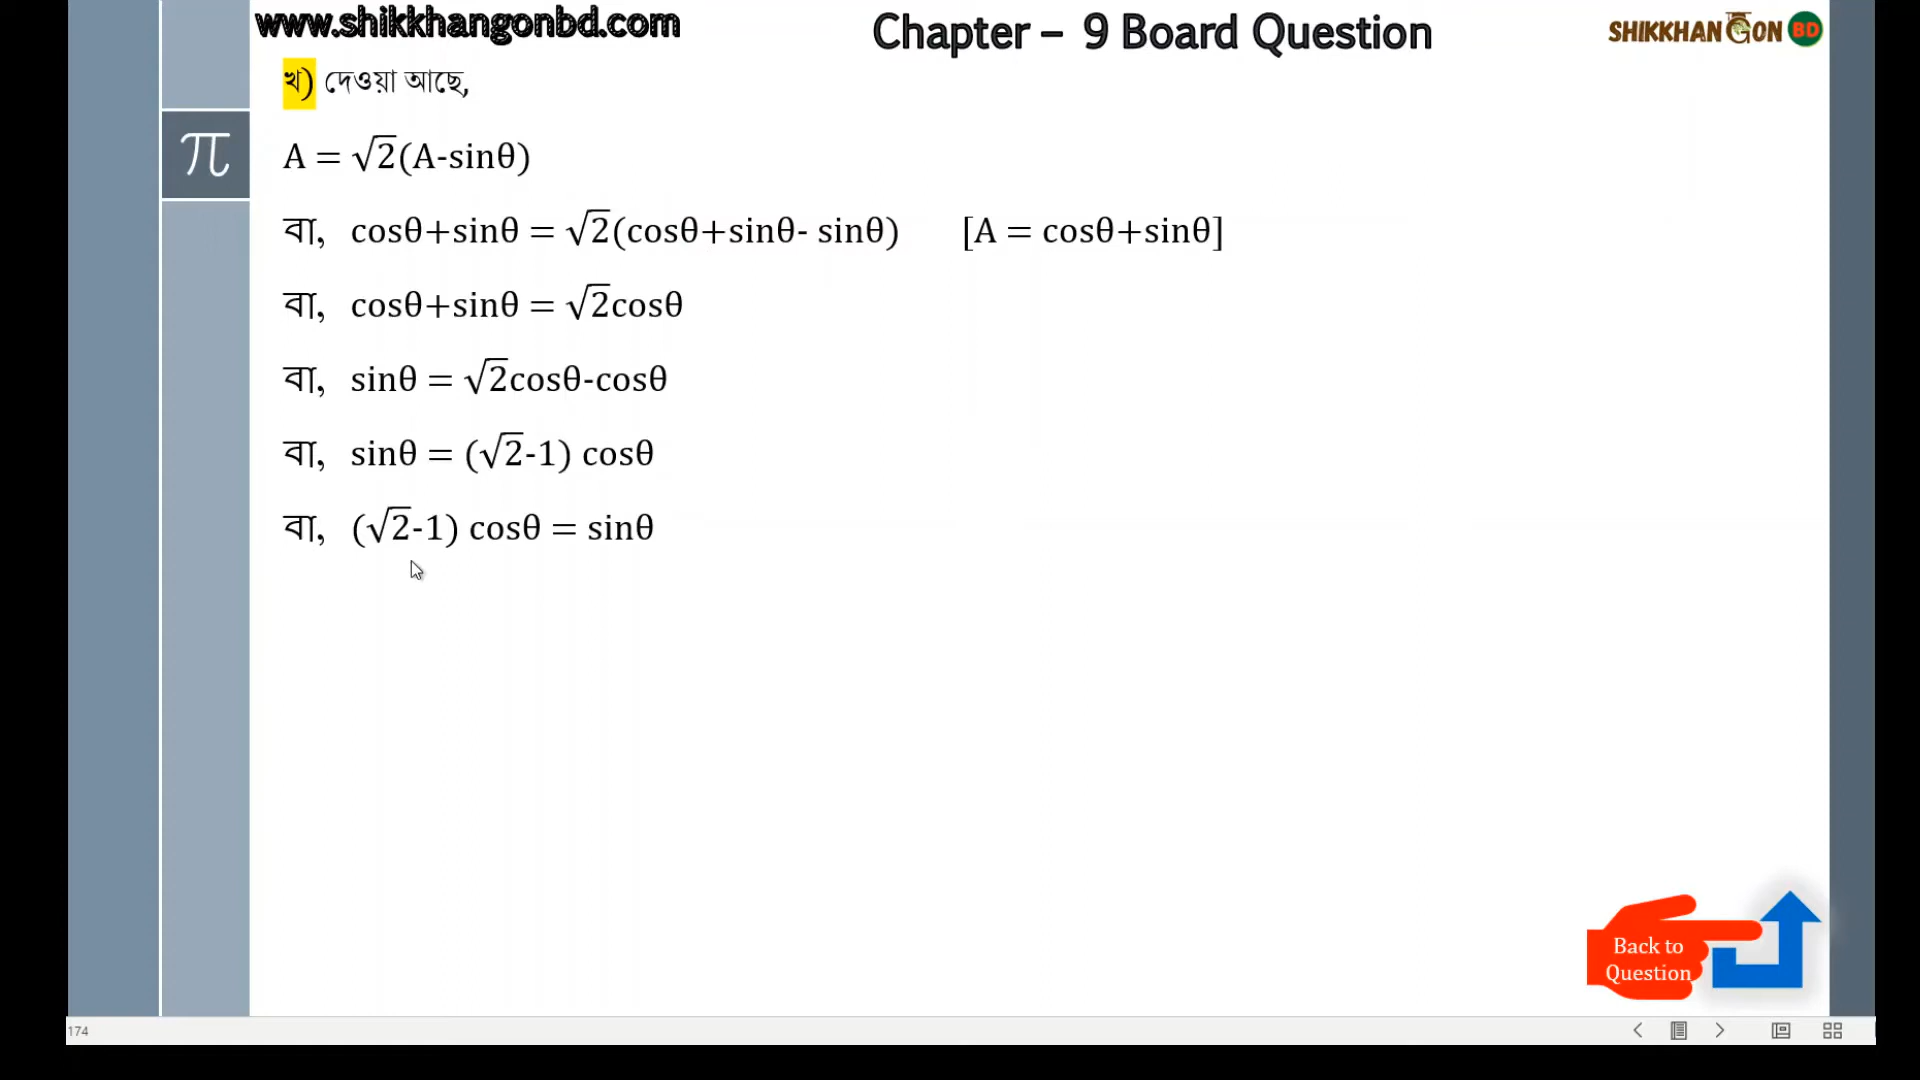 www.shikkhangonbd.com
Chapter – 9 Board Question
SHIKKHANGON BD
খ) দেওয়া আছে,
π
A = √2(A-sinθ)
বা, cosθ+sinθ = √2(cosθ+sinθ- sinθ) [A = cosθ+sinθ]
বা, cosθ+sinθ = √2cosθ
বা, sinθ = √2cosθ-cosθ
বা, sinθ = (√2-1) cosθ
বা, (√2-1) cosθ = sinθ
Back to
Question
174